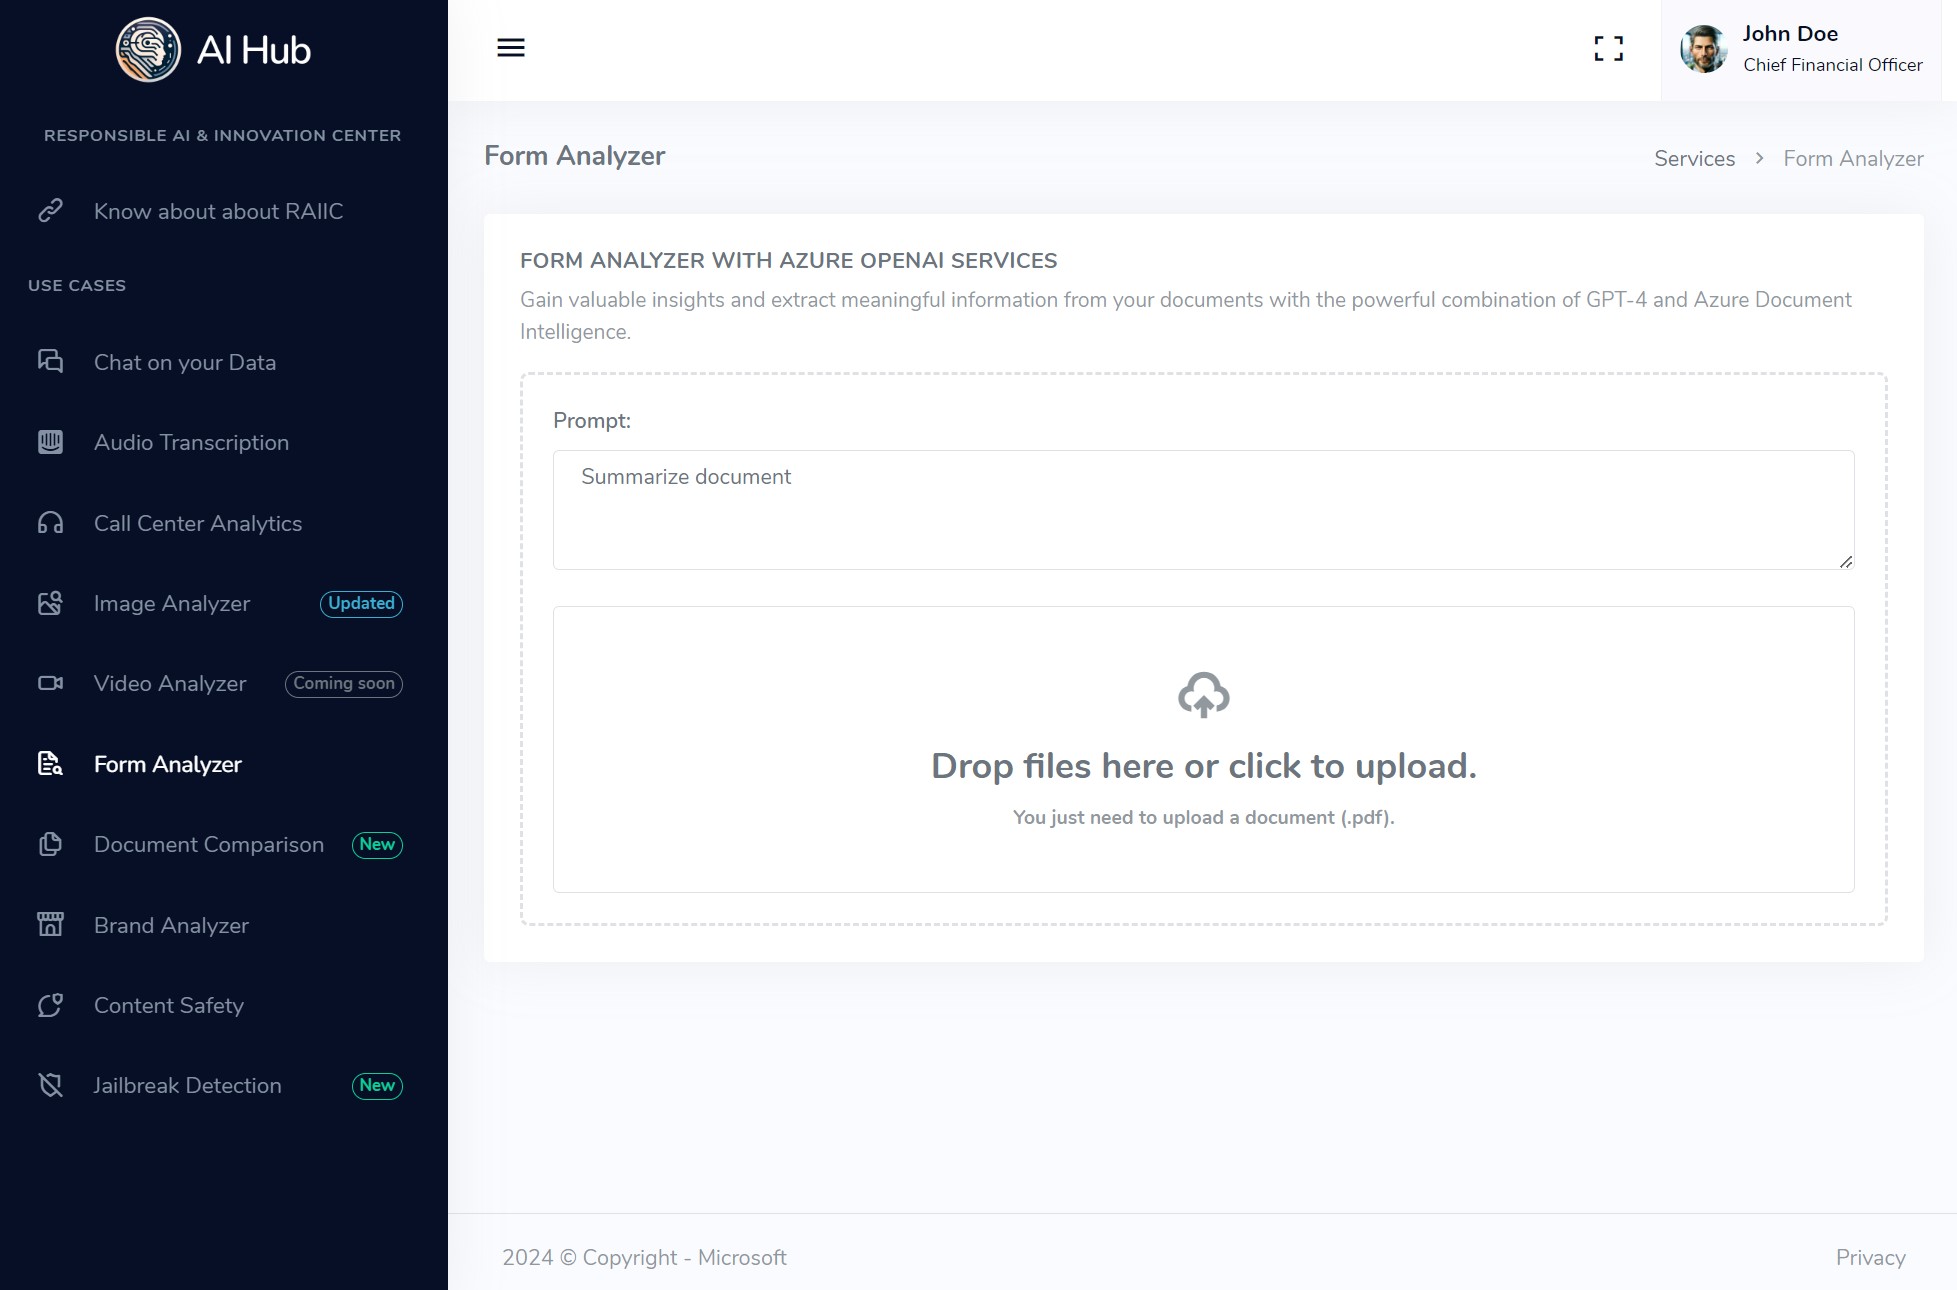 AI Hub
RESPONSIBLE AI & INNOVATION CENTER
Know about about RAIIC
USE CASES
Chat on your Data
Audio Transcription
Call Center Analytics
Image Analyzer
Updated
Video Analyzer
Coming soon
Form Analyzer
Document Comparison
New
Brand Analyzer
Content Safety
Jailbreak Detection
New
John Doe
Chief Financial Officer
Form Analyzer
Services > Form Analyzer
FORM ANALYZER WITH AZURE OPENAI SERVICES
Gain valuable insights and extract meaningful information from your documents with the powerful combination of GPT-4 and Azure Document
Intelligence.
Prompt:
Summarize document
Drop files here or click to upload.
You just need to upload a document (.pdf).
2024 © Copyright - Microsoft
Privacy